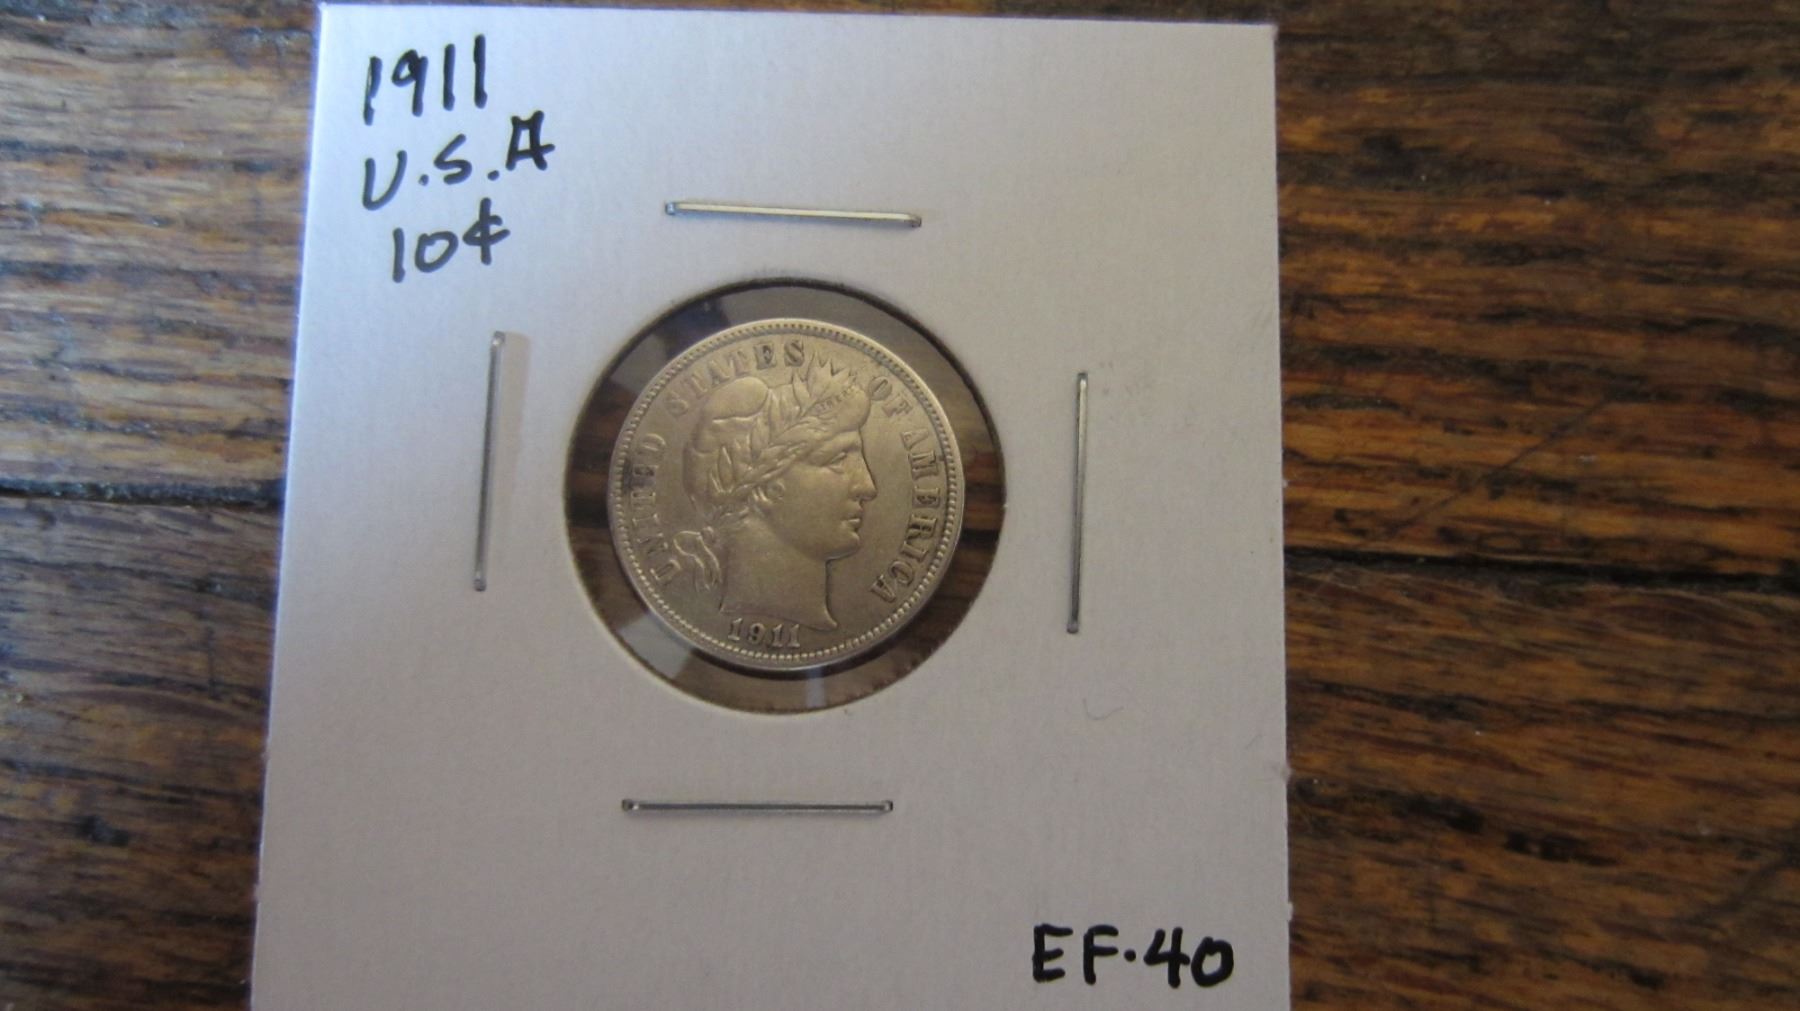 1911
U.S.A
10¢
UNITED STATES OF AMERICA
LIBERTY
1911
EF·40